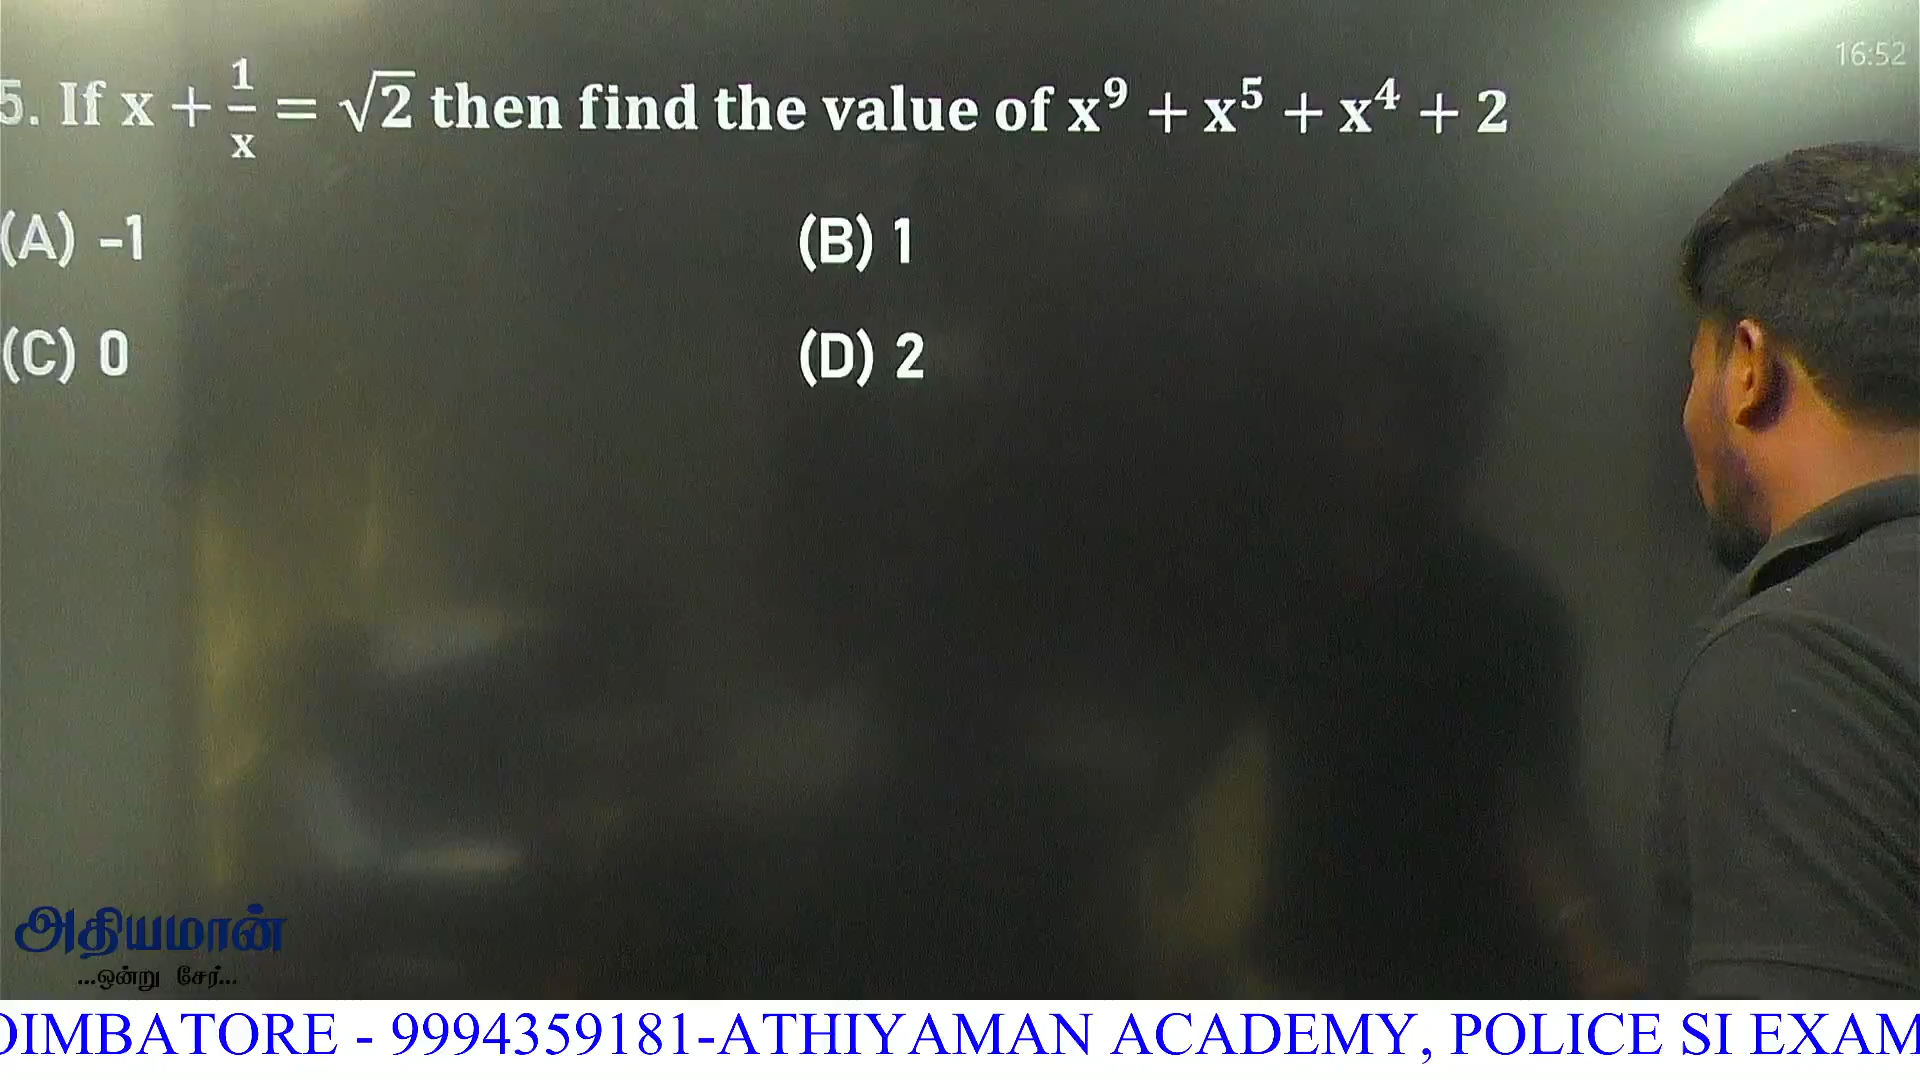 5. If x + 1/x = √2 then find the value of x⁹ + x⁵ + x⁴ + 2
16:52
(A) -1
(B) 1
(C) 0
(D) 2
அதியமான்
...ஒன்று சேர்...
OIMBATORE - 9994359181-ATHIYAMAN ACADEMY, POLICE SI EXAM